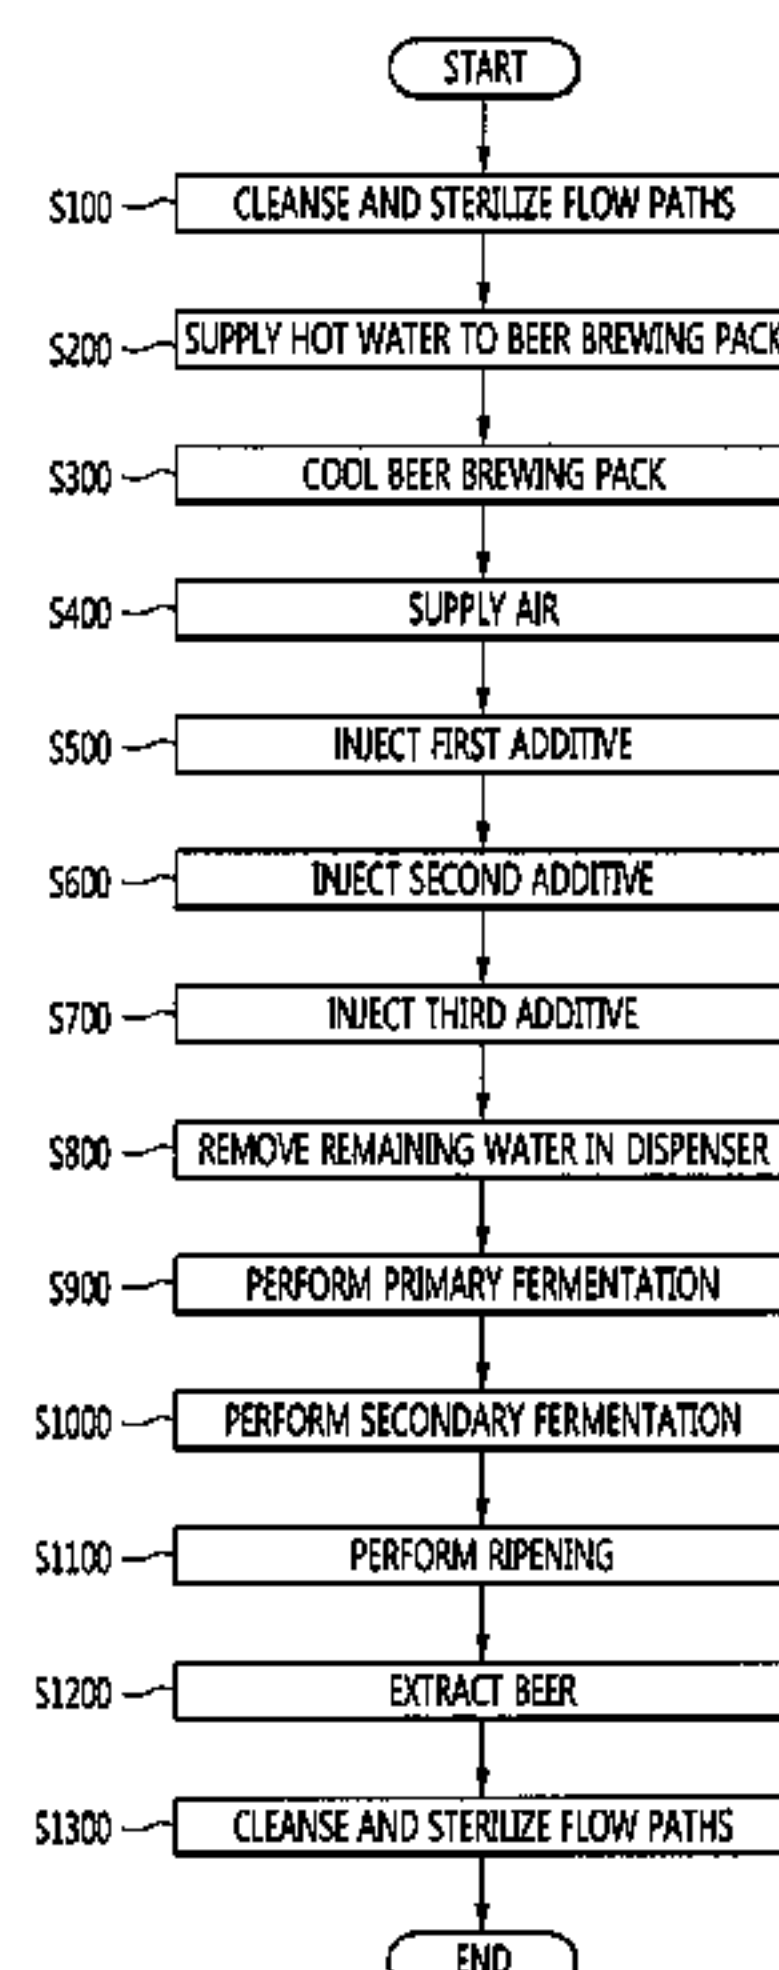 START
S100 CLEANSE AND STERILIZE FLOW PATHS
S200 SUPPLY HOT WATER TO BEER BREWING PACK
S300 COOL BEER BREWING PACK
S400 SUPPLY AIR
S500 INJECT FIRST ADDITIVE
S600 INJECT SECOND ADDITIVE
S700 INJECT THIRD ADDITIVE
S800 REMOVE REMAINING WATER IN DISPENSER
S900 PERFORM PRIMARY FERMENTATION
S1000 PERFORM SECONDARY FERMENTATION
S1100 PERFORM RIPENING
S1200 EXTRACT BEER
S1300 CLEANSE AND STERILIZE FLOW PATHS
END